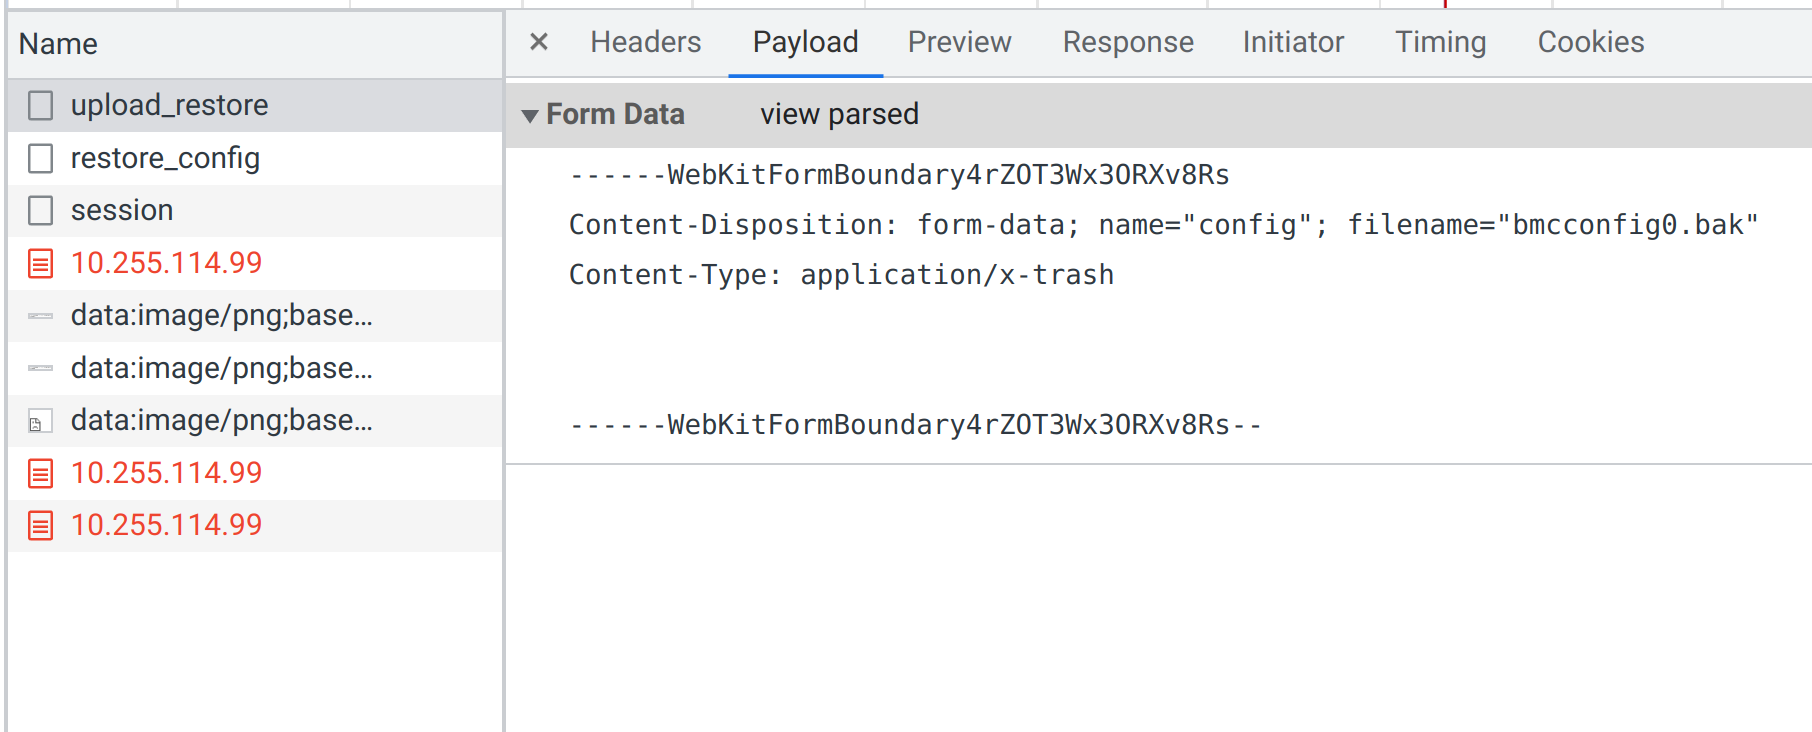 Name
upload_restore
restore_config
session
10.255.114.99
data:image/png;base...
data:image/png;base...
data:image/png;base...
10.255.114.99
10.255.114.99
× Headers Payload Preview Response Initiator Timing Cookies
▼ Form Data view parsed
------WebKitFormBoundary4rZOT3Wx3ORXv8Rs
Content-Disposition: form-data; name="config"; filename="bmcconfig0.bak"
Content-Type: application/x-trash
------WebKitFormBoundary4rZOT3Wx3ORXv8Rs--